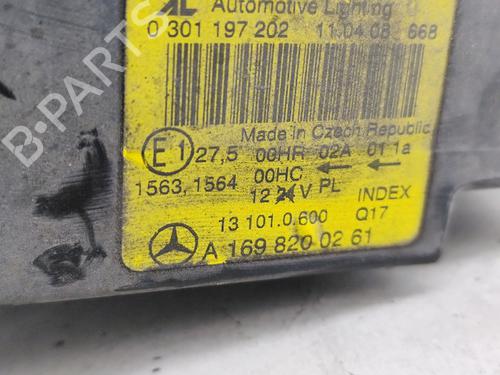 AL Automotive Lighting
0 301 197 202 11.04.08 668
B-PARTS
Made in Czech Republic
E1 27,5 00HR 02A 01 1a
1563, 1564 00HC ← ←
12 24 V PL INDEX
13 101.0.600 Q17
A 169 820 02 61